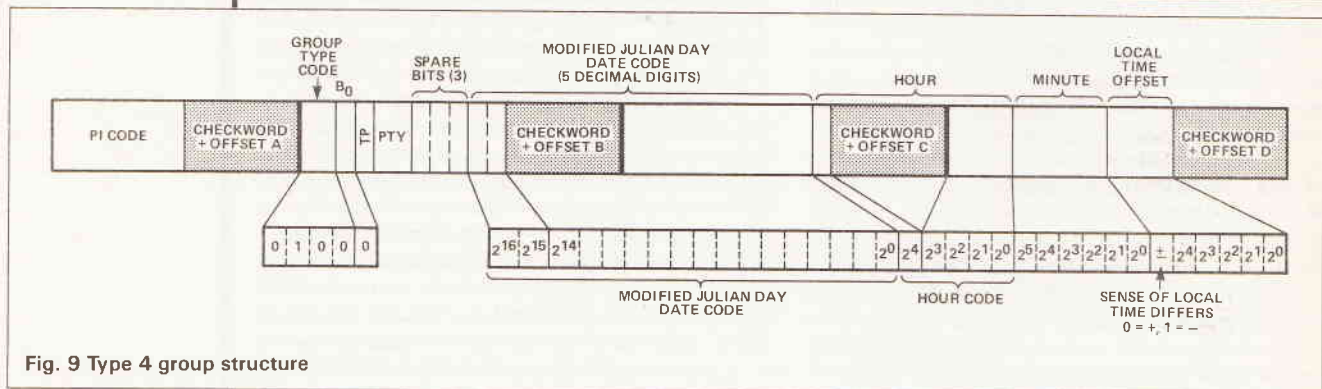 GROUP
TYPE
CODE
B0
SPARE
BITS (3)
MODIFIED JULIAN DAY
DATE CODE
(5 DECIMAL DIGITS)
HOUR
MINUTE
LOCAL
TIME
OFFSET
PI CODE
CHECKWORD
+ OFFSET A
TP
PTY
CHECKWORD
+ OFFSET B
CHECKWORD
+ OFFSET C
CHECKWORD
+ OFFSET D
0 1 0 0 0
2^16 2^15 2^14 2^0 2^4 2^3 2^2 2^1 2^0 2^5 2^4 2^3 2^2 2^1 2^0 ± 2^4 2^3 2^2 2^1 2^0
MODIFIED JULIAN DAY
DATE CODE
HOUR CODE
SENSE OF LOCAL
TIME DIFFERS
0 = +, 1 = –
Fig. 9 Type 4 group structure